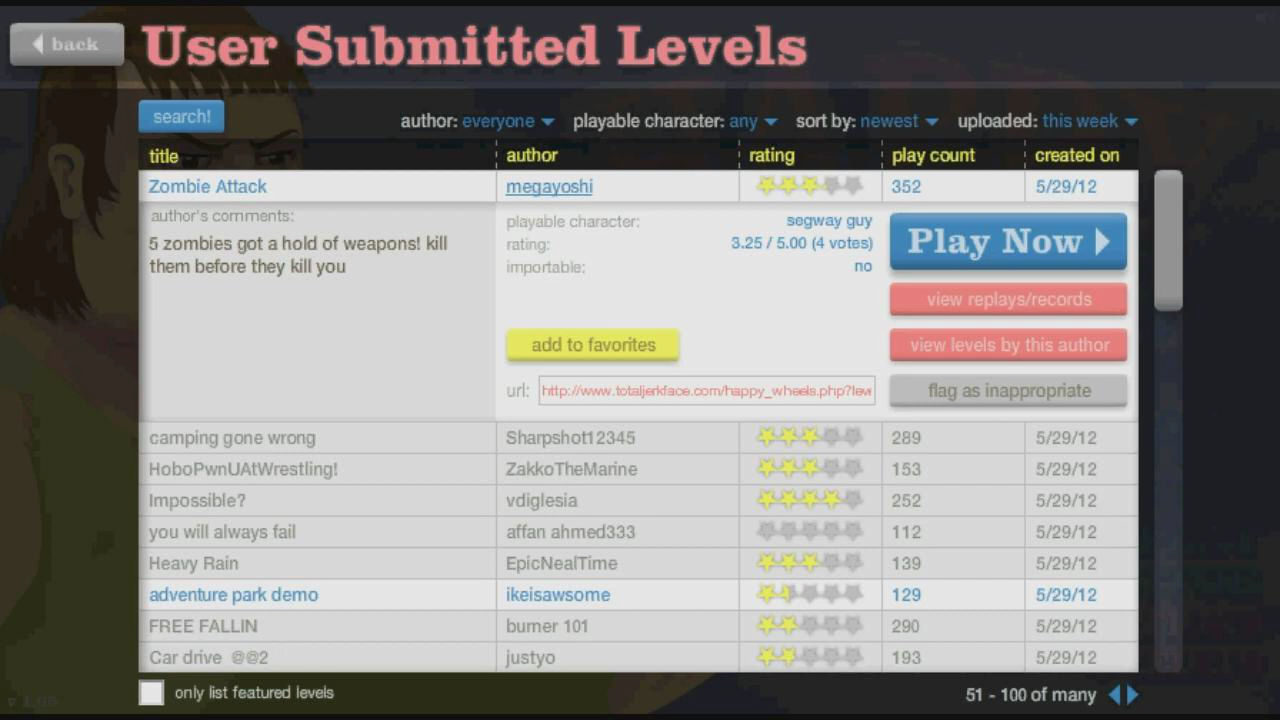 back
User Submitted Levels
search!
author: everyone playable character: any sort by: newest uploaded: this week
title author rating play count created on
Zombie Attack megayoshi 352 5/29/12
author's comments:
5 zombies got a hold of weapons! kill
them before they kill you
playable character: segway guy
rating: 3.25 / 5.00 (4 votes)
importable: no
add to favorites
url: http://www.totaljerkface.com/happy_wheels.php?lev
Play Now
view replays/records
view levels by this author
flag as inappropriate
camping gone wrong Sharpshot12345 289 5/29/12
HoboPwnUAtWrestling! ZakkoTheMarine 153 5/29/12
Impossible? vdiglesia 252 5/29/12
you will always fail affan ahmed333 112 5/29/12
Heavy Rain EpicNealTime 139 5/29/12
adventure park demo ikeisawsome 129 5/29/12
FREE FALLIN burner 101 290 5/29/12
Car drive @@2 justyo 193 5/29/12
only list featured levels
51 - 100 of many